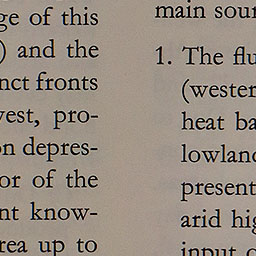 ge of this
) and the
nct fronts
vest, pro-
on depres-
or of the
nt know-
rea up to
main sour
1. The flu
(wester
heat ba
lowland
present
arid hig
input o